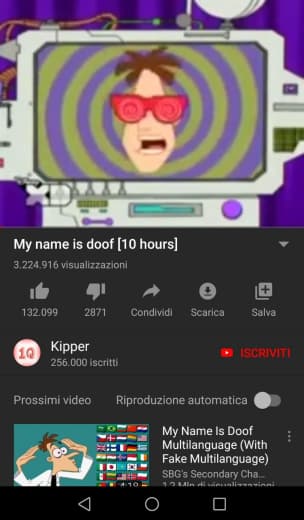 My name is doof [10 hours]
3.224.916 visualizzazioni
132.099
2871
Condividi
Scarica
Salva
10
Kipper
256.000 iscritti
ISCRIVITI
Prossimi video
Riproduzione automatica
My Name Is Doof
Multilanguage (With
Fake Multilanguage)
SBG's Secondary Cha...
1,2 Mln di visualizzazioni
4:18